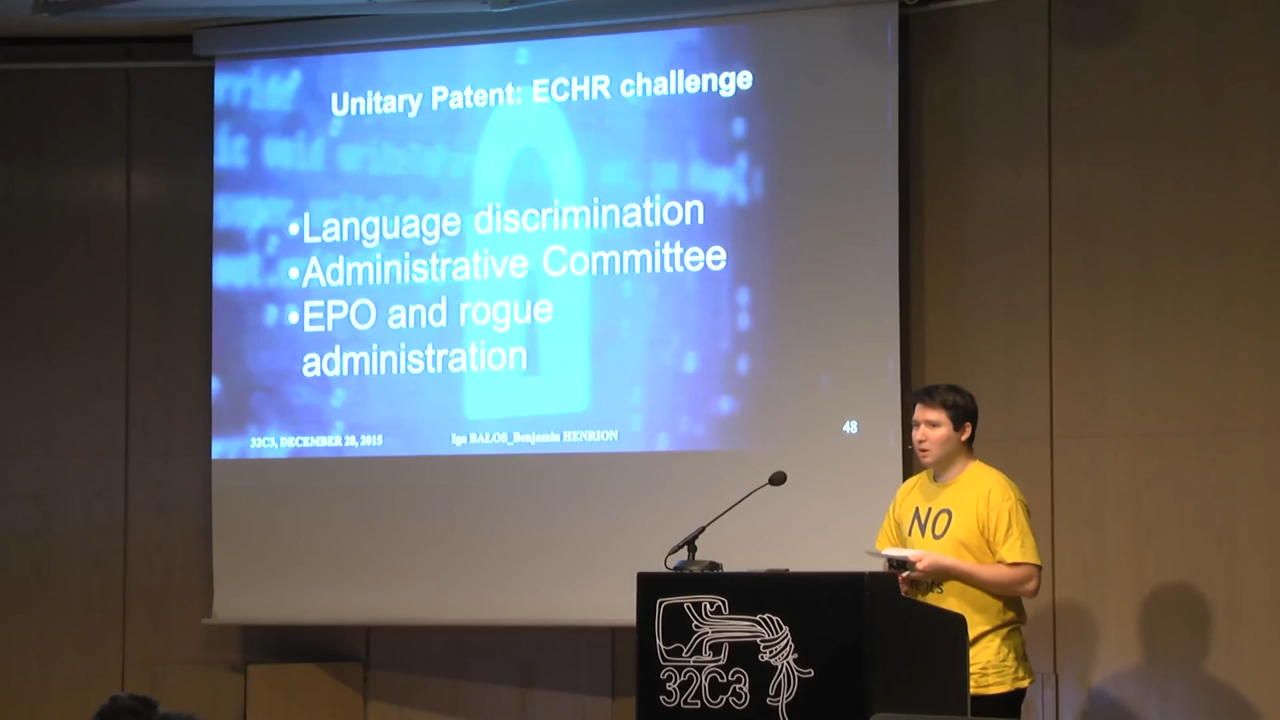 Unitary Patent: ECHR challenge
•Language discrimination
•Administrative Committee
•EPO and rogue
administration
32C3, DECEMBER 28, 2015
Iga BAŁOS_Benjamin HENRION
48
NO
32C3